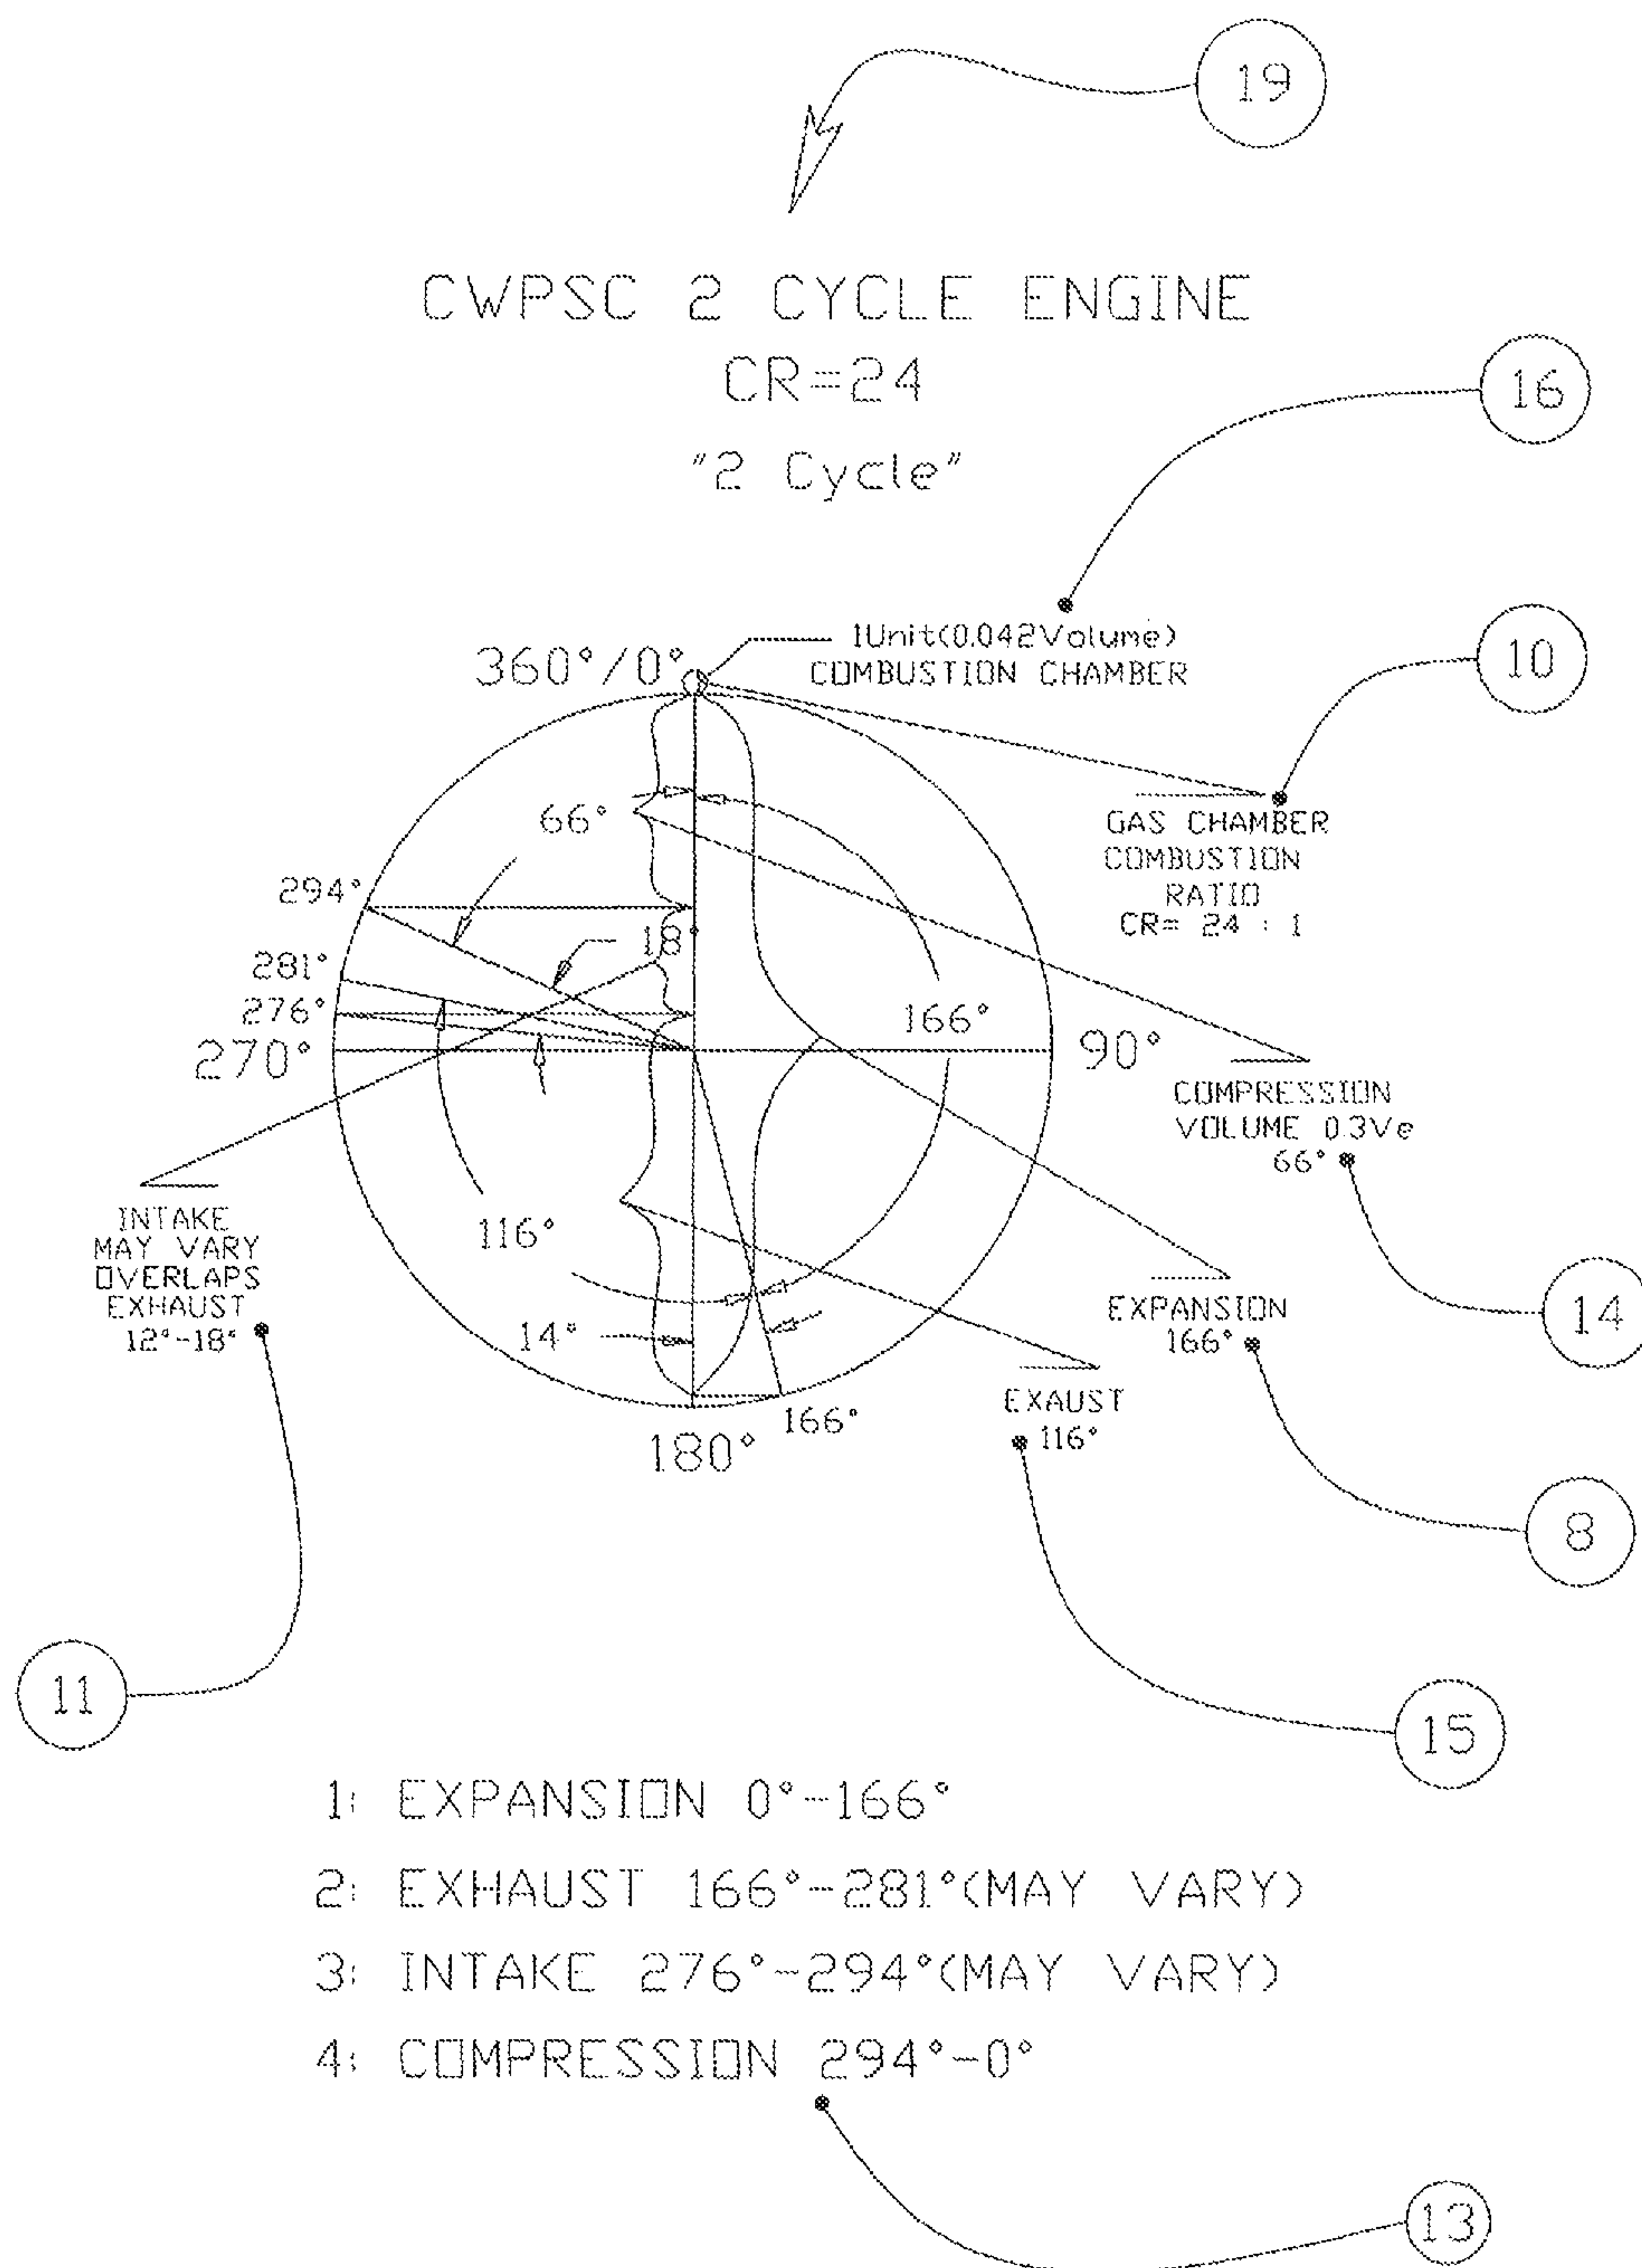 19
CWPSC 2 CYCLE ENGINE
CR=24
"2 Cycle"
16
1Unit(0.042Volume)
COMBUSTION CHAMBER
10
360°/0°
GAS CHAMBER
COMBUSTION
RATIO
CR= 24 : 1
66°
294°
18°
281°
276°
270°
166°
90°
COMPRESSION
VOLUME 0.3Ve
66°
14
INTAKE
MAY VARY
OVERLAPS
EXHAUST
12°-18°
116°
EXPANSION
166°
14°
EXAUST
116°
166°
180°
8
11
15
1: EXPANSION 0°-166°
2: EXHAUST 166°-281°(MAY VARY)
3: INTAKE 276°-294°(MAY VARY)
4: COMPRESSION 294°-0°
13